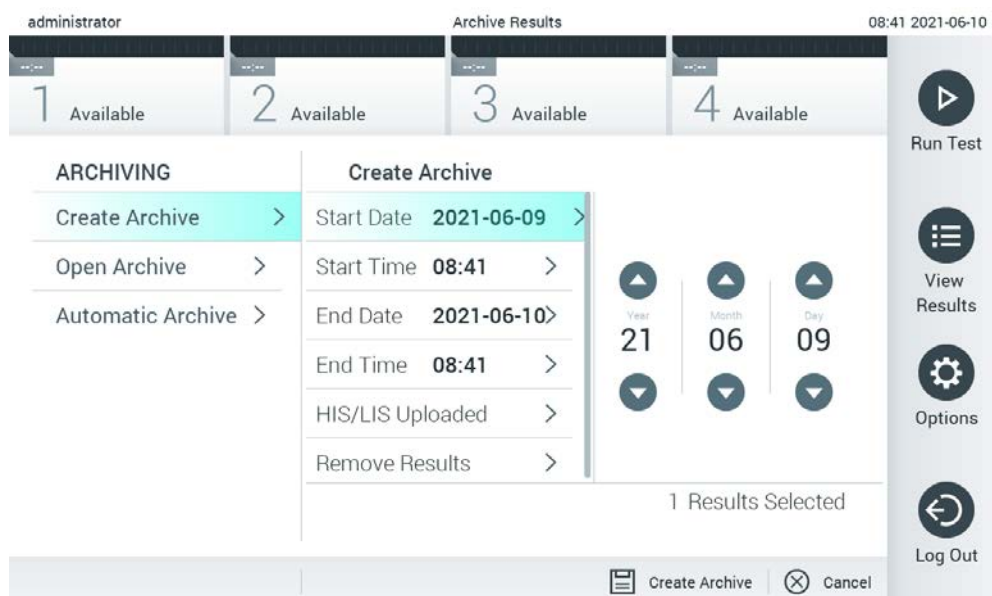 administrator Archive Results 08:41 2021-06-10
--:-- --:-- --:-- --:--
1 Available 2 Available 3 Available 4 Available
Run Test
ARCHIVING
Create Archive
Open Archive
Automatic Archive
Create Archive
Start Date 2021-06-09
Start Time 08:41
End Date 2021-06-10
End Time 08:41
HIS/LIS Uploaded
Remove Results
Year Month Day
21 06 09
1 Results Selected
View
Results
Options
Log Out
Create Archive Cancel